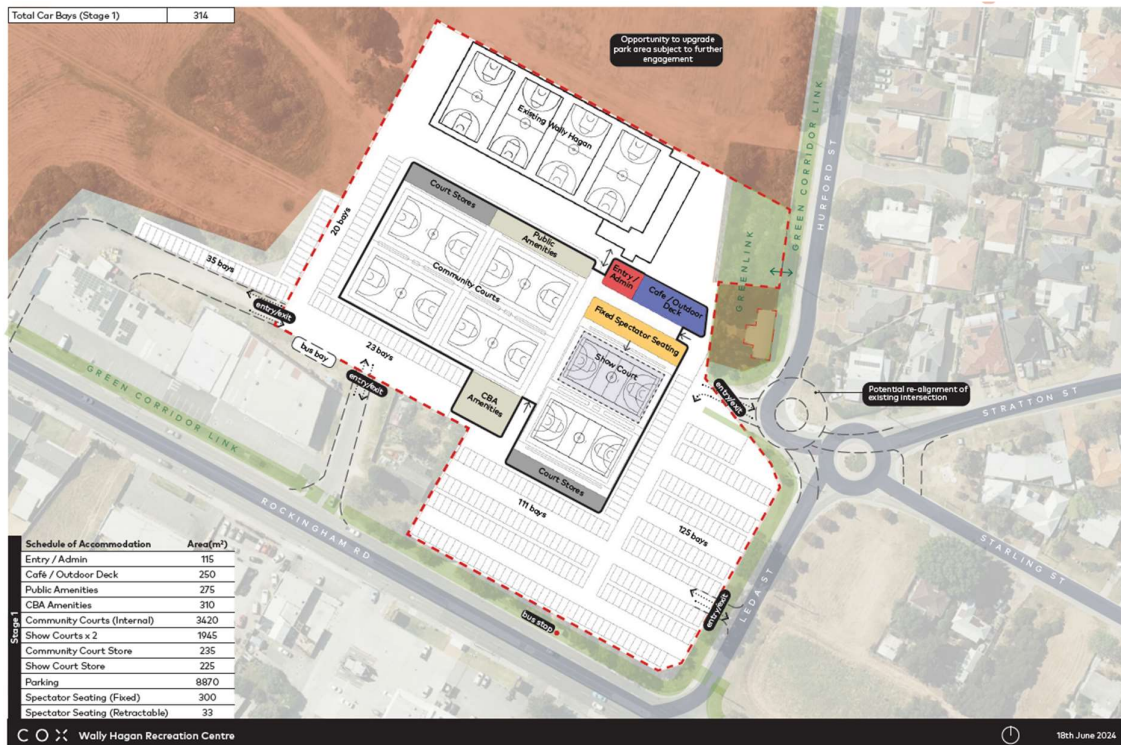 Total Car Bays (Stage 1) 314
Opportunity to upgrade
park area subject to further
engagement
GREEN CORRIDOR LINK
HURFORD ST
Existing Wally Hagan
Court Stores
Public
Amenities
20 bays
Community Courts
Entry/
Admin
Cafe / Outdoor
Deck
GREENLINK
35 bays
entry/exit
Fixed Spectator Seating
bus bay
23 bays
Show Court
entry/exit
CBA
Amenities
entry/exit
Potential re-alignment of
existing intersection
STRATTON ST
GREEN CORRIDOR LINK
Court Stores
111 bays
125 bays
ROCKINGHAM RD
STARLING ST
LEDA ST
entry/exit
bus stop
Stage 1
Schedule of Accommodation Area(m²)
Entry / Admin 115
Café / Outdoor Deck 250
Public Amenities 275
CBA Amenities 310
Community Courts (Internal) 3420
Show Courts x 2 1945
Community Court Store 235
Show Court Store 225
Parking 8870
Spectator Seating (Fixed) 300
Spectator Seating (Retractable) 33
COX Wally Hagan Recreation Centre
18th June 2024